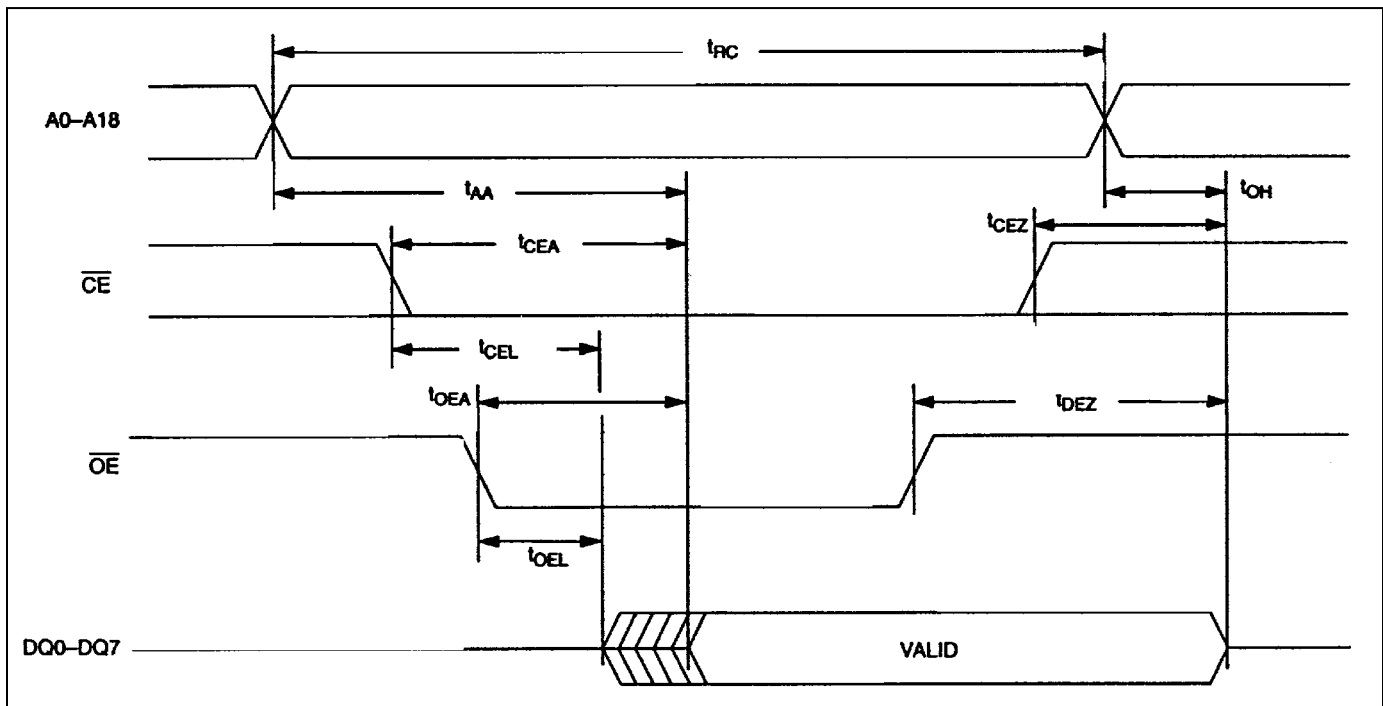 tRC
A0–A18
tAA
tOH
tCEZ
tCEA
CE
tCEL
tOEA
tDEZ
OE
tOEL
DQ0–DQ7
VALID